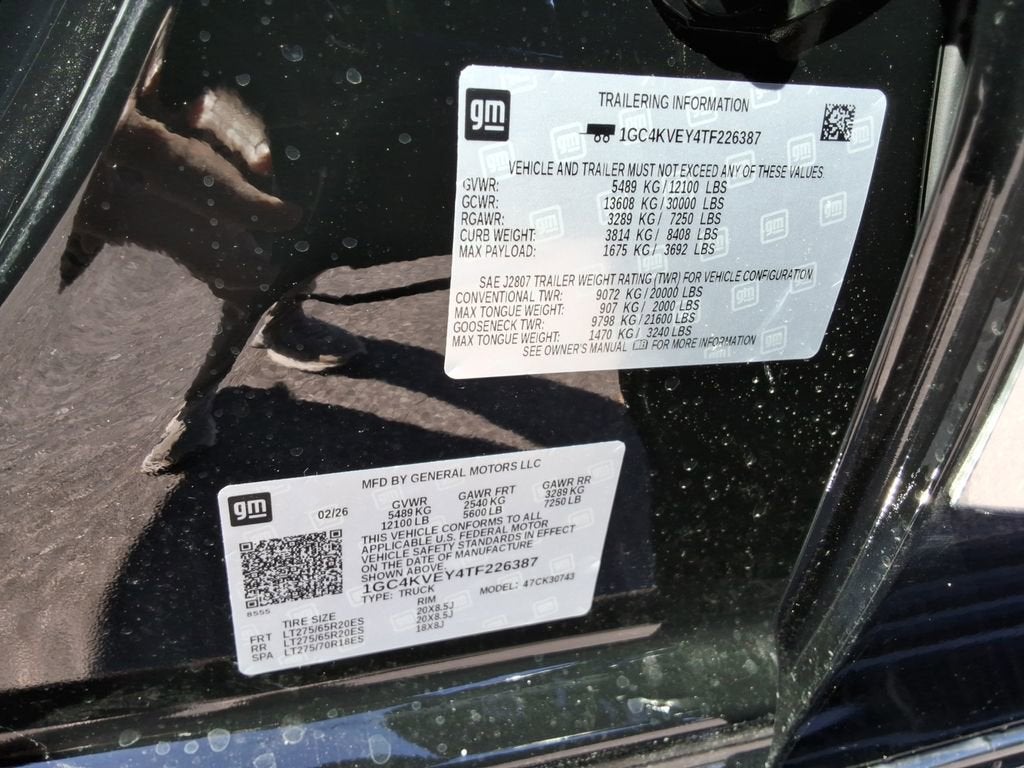 gm
TRAILERING INFORMATION
1GC4KVEY4TF226387
VEHICLE AND TRAILER MUST NOT EXCEED ANY OF THESE VALUES
GVWR: 5489 KG/12100 LBS
GCWR: 13608 KG/30000 LBS
RGAWR: 3289 KG/ 7250 LBS
CURB WEIGHT: 3814 KG/ 8408 LBS
MAX PAYLOAD: 1675 KG/ 3692 LBS
SAE J2807 TRAILER WEIGHT RATING (TWR) FOR VEHICLE CONFIGURATION
CONVENTIONAL TWR: 9072 KG/20000 LBS
MAX TONGUE WEIGHT: 907 KG/ 2000 LBS
GOOSENECK TWR: 9798 KG/21600 LBS
MAX TONGUE WEIGHT: 1470 KG/ 3240 LBS
SEE OWNER'S MANUAL FOR MORE INFORMATION
gm
MFD BY GENERAL MOTORS LLC
02/26
GVWR GAWR FRT GAWR RR
5489 KG 2540 KG 3289 KG
12100 LB 5600 LB 7250 LB
THIS VEHICLE CONFORMS TO ALL
APPLICABLE U.S. FEDERAL MOTOR
VEHICLE SAFETY STANDARDS IN EFFECT
ON THE DATE OF MANUFACTURE
SHOWN ABOVE.
1GC4KVEY4TF226387
TYPE: TRUCK MODEL: 47CK30743
8555
TIRE SIZE RIM
FRT LT275/65R20ES 20X8.5J
RR LT275/65R20ES 20X8.5J
SPA LT275/70R18ES 18X8J